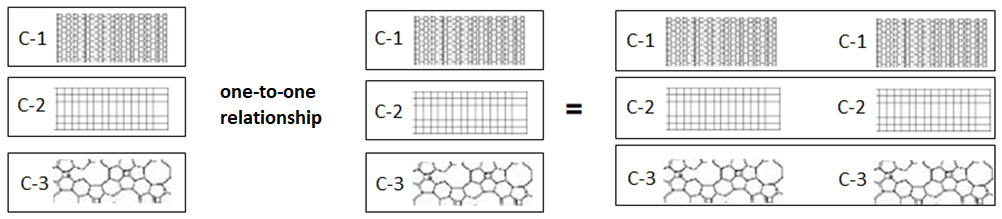 C-1 C-1 C-1 C-1
one-to-one
relationship
C-2 C-2 = C-2 C-2
C-3 C-3 C-3 C-3